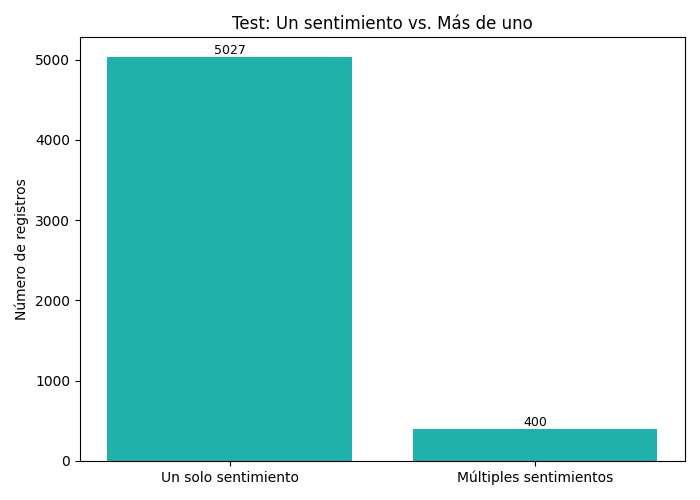 Test: Un sentimiento vs. Más de uno
5027
5000
4000
3000
2000
1000
0
400
Número de registros
Un solo sentimiento
Múltiples sentimientos